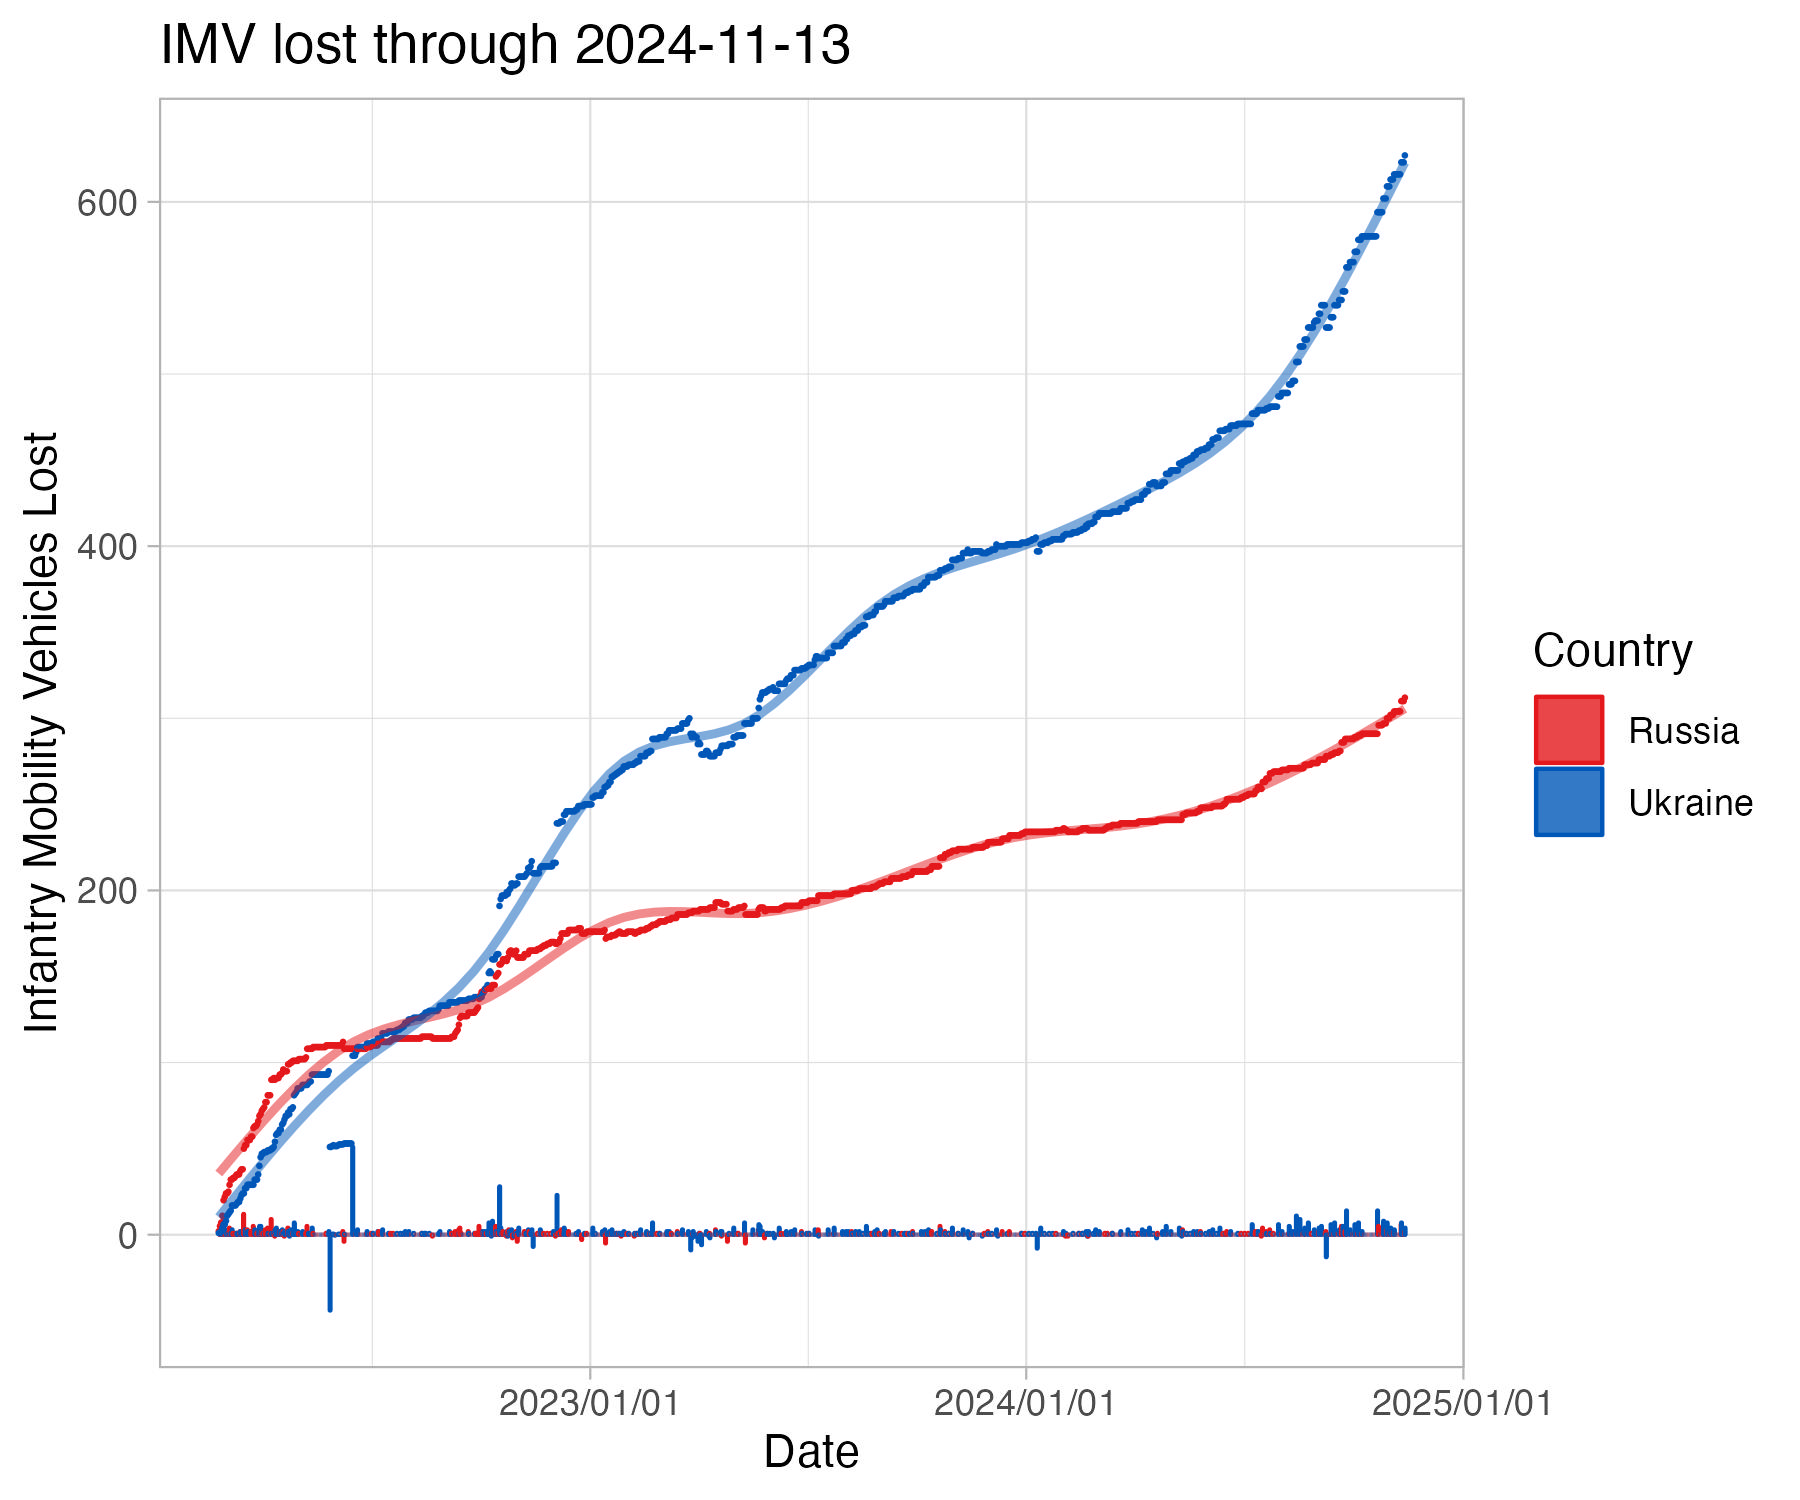 IMV lost through 2024-11-13
Infantry Mobility Vehicles Lost
600
400
200
0
2023/01/01
2024/01/01
2025/01/01
Date
Country
Russia
Ukraine